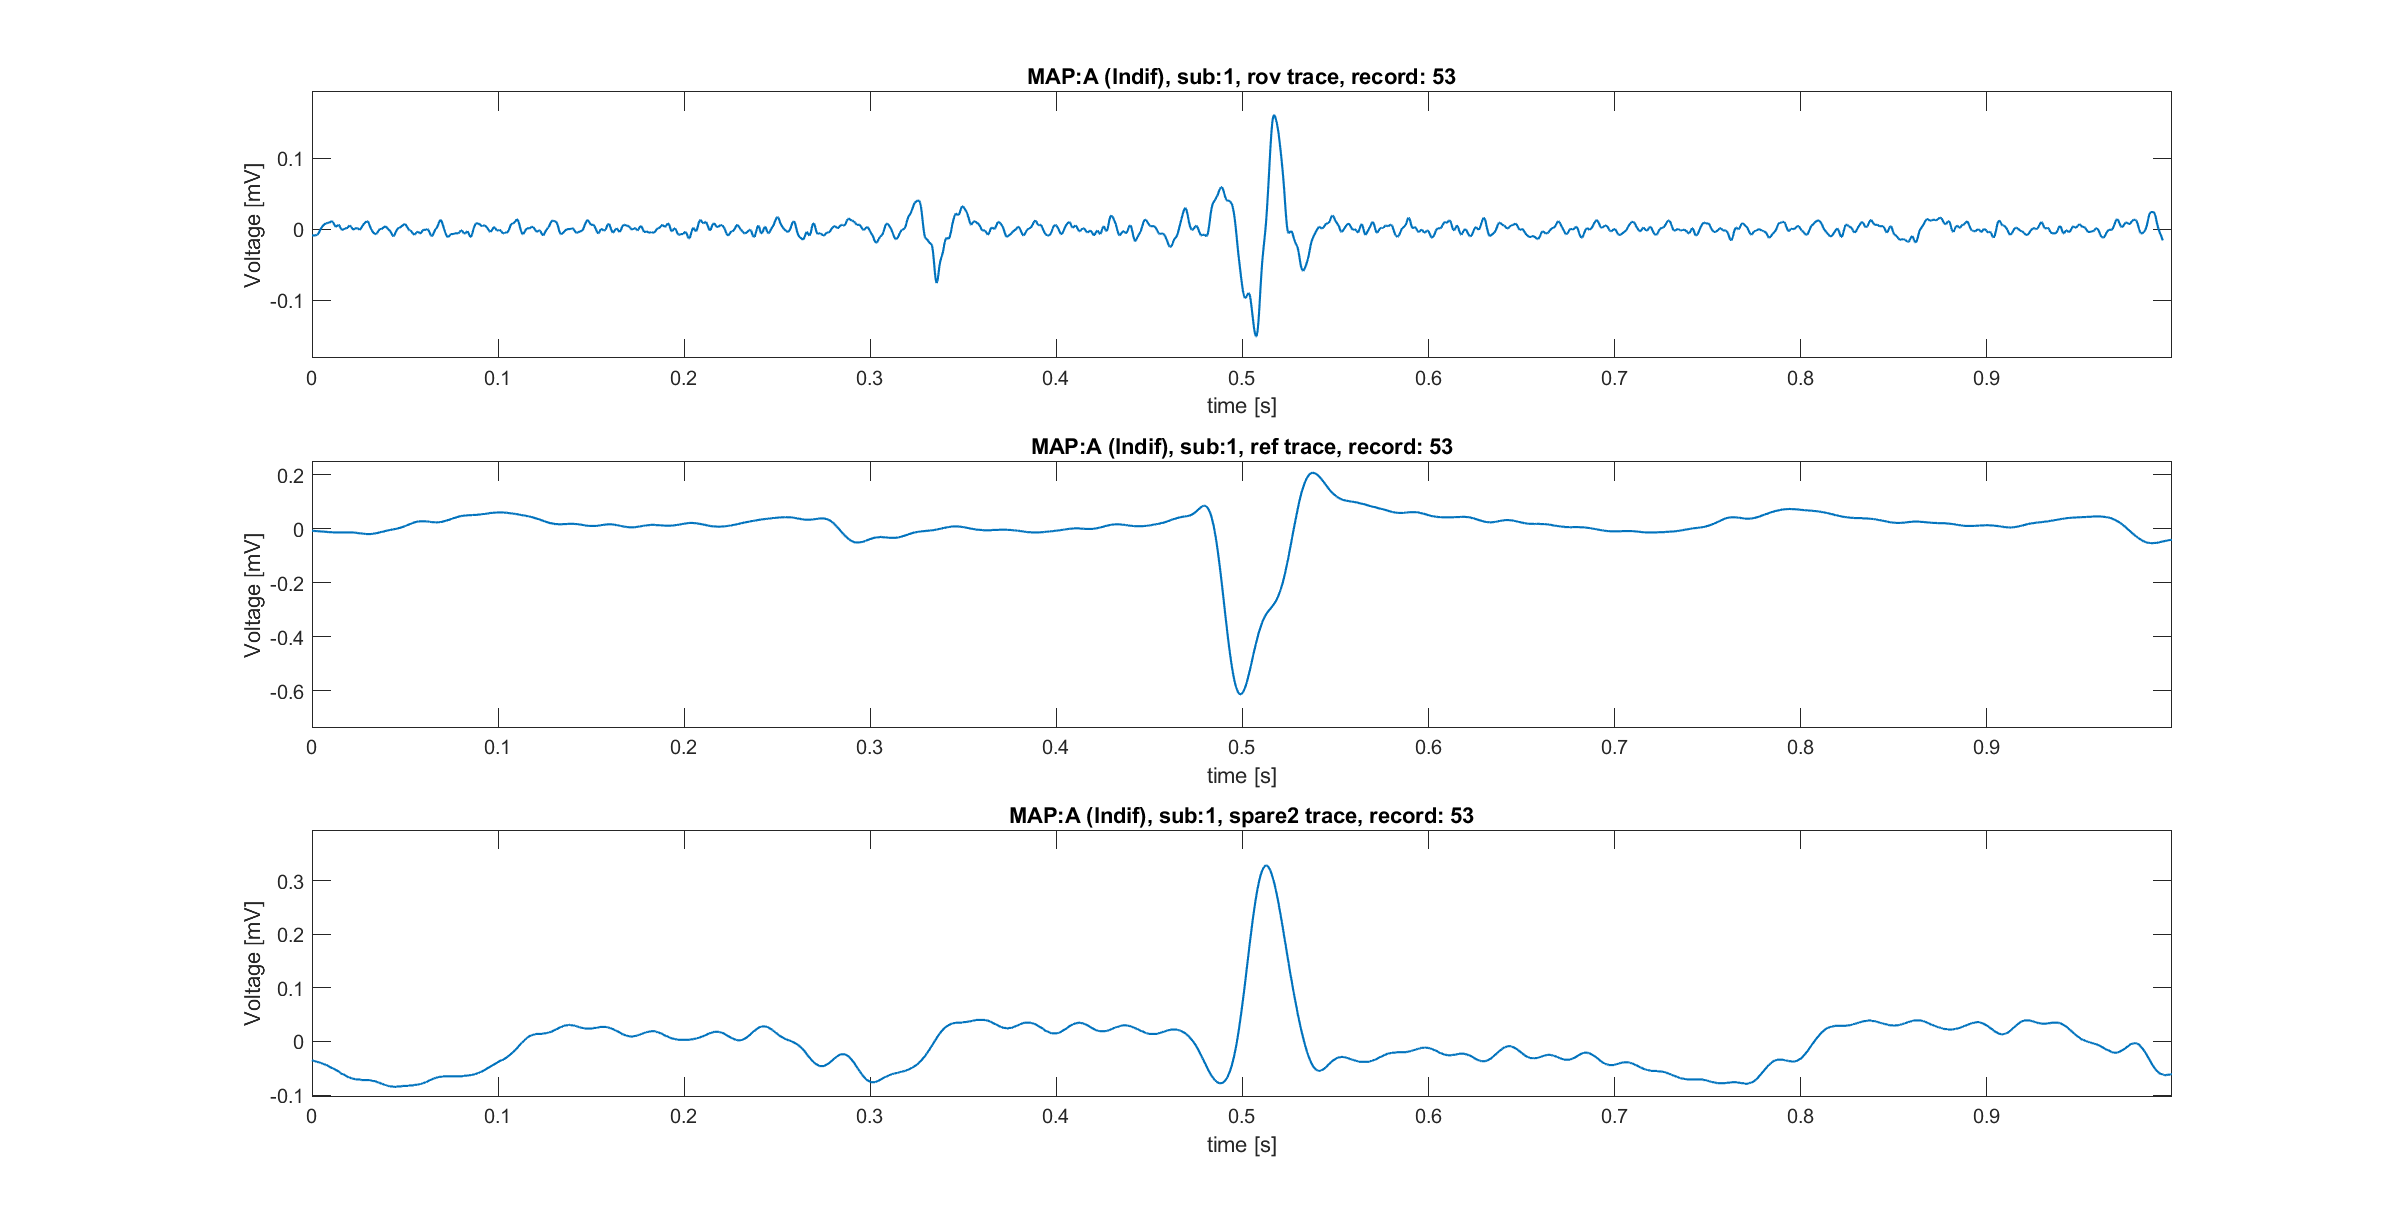 MAP:A (Indif), sub:1, rov trace, record: 53
Voltage [mV]
0.1
0
-0.1
0 0.1 0.2 0.3 0.4 0.5 0.6 0.7 0.8 0.9
time [s]
MAP:A (Indif), sub:1, ref trace, record: 53
Voltage [mV]
0.2
0
-0.2
-0.4
-0.6
0 0.1 0.2 0.3 0.4 0.5 0.6 0.7 0.8 0.9
time [s]
MAP:A (Indif), sub:1, spare2 trace, record: 53
Voltage [mV]
0.3
0.2
0.1
0
-0.1
0 0.1 0.2 0.3 0.4 0.5 0.6 0.7 0.8 0.9
time [s]